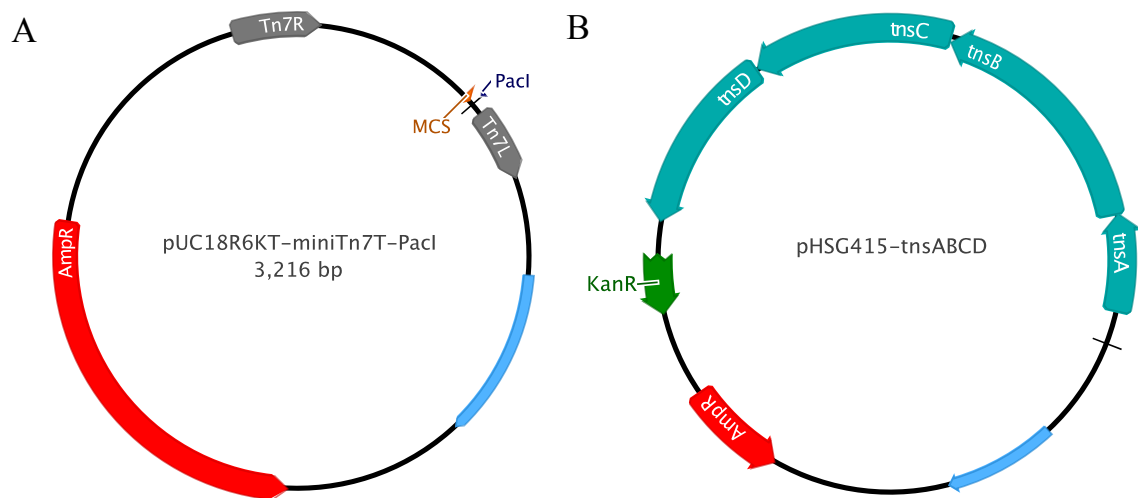 A
Tn7R
PacI
MCS
Tn7L
AmpR
pUC18R6KT-miniTn7T-PacI
3,216 bp
B
tnsC
tnsB
tnsD
tnsA
pHSG415-tnsABCD
KanR
AmpR